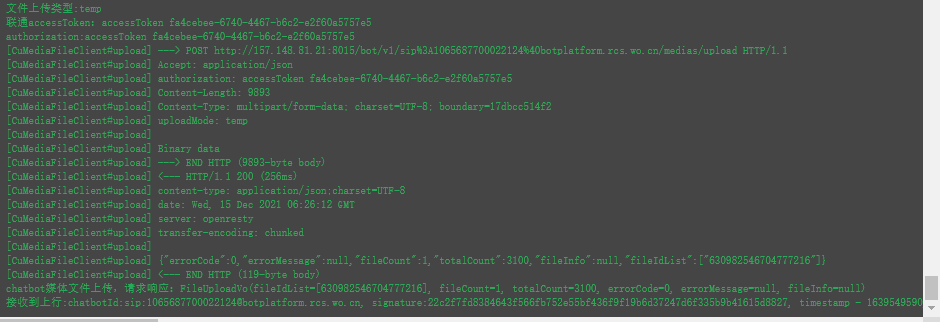 文件上传类型:temp
联通accessToken: accessToken fa4cebee-6740-4467-b6c2-e2f60a5757e5
authorization:accessToken fa4cebee-6740-4467-b6c2-e2f60a5757e5
[CuMediaFileClient#upload] ---> POST http://157.148.81.21:8015/bot/v1/sip%3A1065687700022124%40botplatform.rcs.wo.cn/medias/upload HTTP/1.1
[CuMediaFileClient#upload] Accept: application/json
[CuMediaFileClient#upload] authorization: accessToken fa4cebee-6740-4467-b6c2-e2f60a5757e5
[CuMediaFileClient#upload] Content-Length: 9893
[CuMediaFileClient#upload] Content-Type: multipart/form-data; charset=UTF-8; boundary=17dbcc514f2
[CuMediaFileClient#upload] uploadMode: temp
[CuMediaFileClient#upload]
[CuMediaFileClient#upload] Binary data
[CuMediaFileClient#upload] ---> END HTTP (9893-byte body)
[CuMediaFileClient#upload] <--- HTTP/1.1 200 (256ms)
[CuMediaFileClient#upload] content-type: application/json;charset=UTF-8
[CuMediaFileClient#upload] date: Wed, 15 Dec 2021 06:26:12 GMT
[CuMediaFileClient#upload] server: openresty
[CuMediaFileClient#upload] transfer-encoding: chunked
[CuMediaFileClient#upload]
[CuMediaFileClient#upload] {"errorCode":0,"errorMessage":null,"fileCount":1,"totalCount":3100,"fileInfo":null,"fileIdList":["630982546704777216"]}
[CuMediaFileClient#upload] <--- END HTTP (119-byte body)
chatbot媒体文件上传，请求响应：FileUploadVo(fileIdList=[630982546704777216], fileCount=1, totalCount=3100, errorCode=0, errorMessage=null, fileInfo=null)
接收到上行:chatbotId:sip:1065687700022124@botplatform.rcs.wo.cn, signature:22c2f7fd8384643f566fb752e55bf436f9f19b6d37247d6f335b9b41615d8827, timestamp - 1639549590